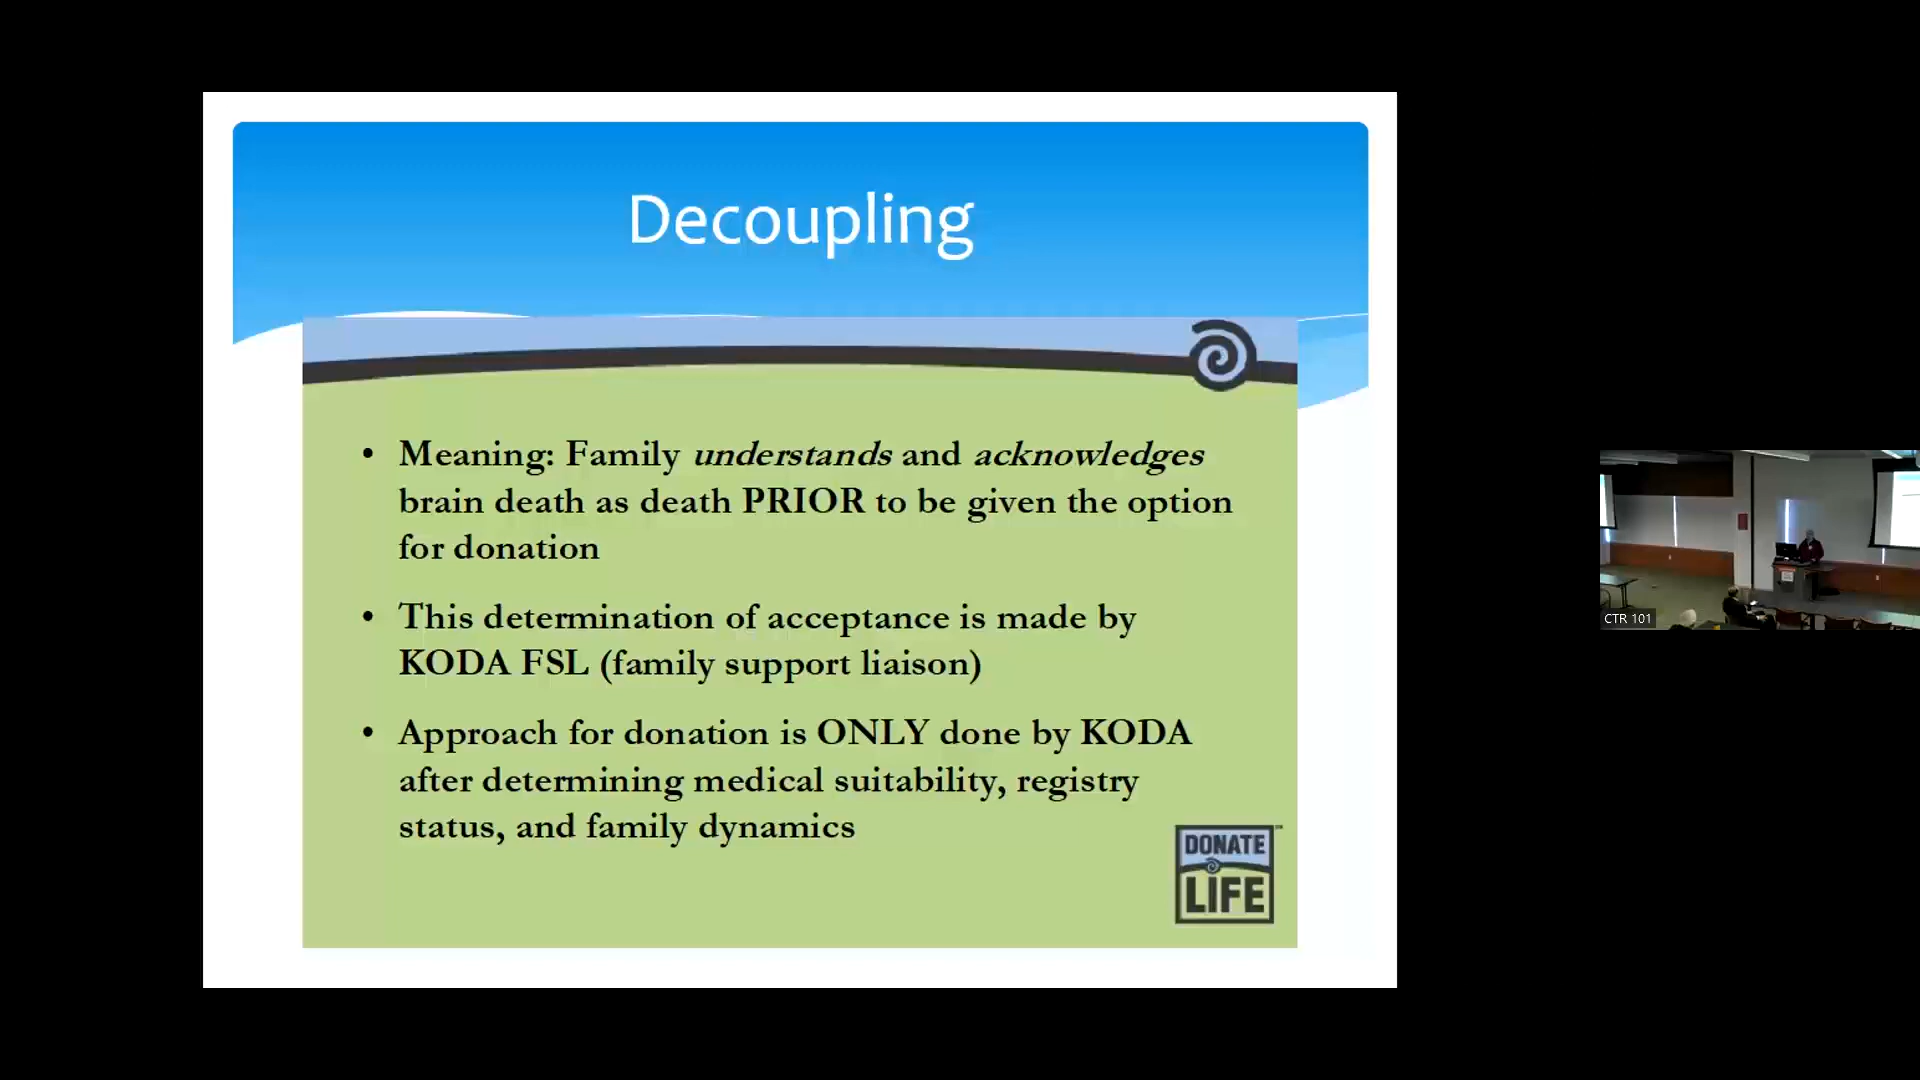 Decoupling
• Meaning: Family understands and acknowledges
brain death as death PRIOR to be given the option
for donation
• This determination of acceptance is made by
KODA FSL (family support liaison)
• Approach for donation is ONLY done by KODA
after determining medical suitability, registry
status, and family dynamics
DONATE
LIFE
CTR 101